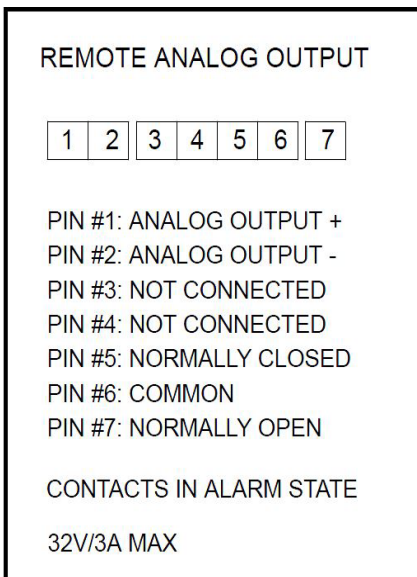 REMOTE ANALOG OUTPUT
1 2 3 4 5 6 7
PIN #1: ANALOG OUTPUT +
PIN #2: ANALOG OUTPUT -
PIN #3: NOT CONNECTED
PIN #4: NOT CONNECTED
PIN #5: NORMALLY CLOSED
PIN #6: COMMON
PIN #7: NORMALLY OPEN
CONTACTS IN ALARM STATE
32V/3A MAX